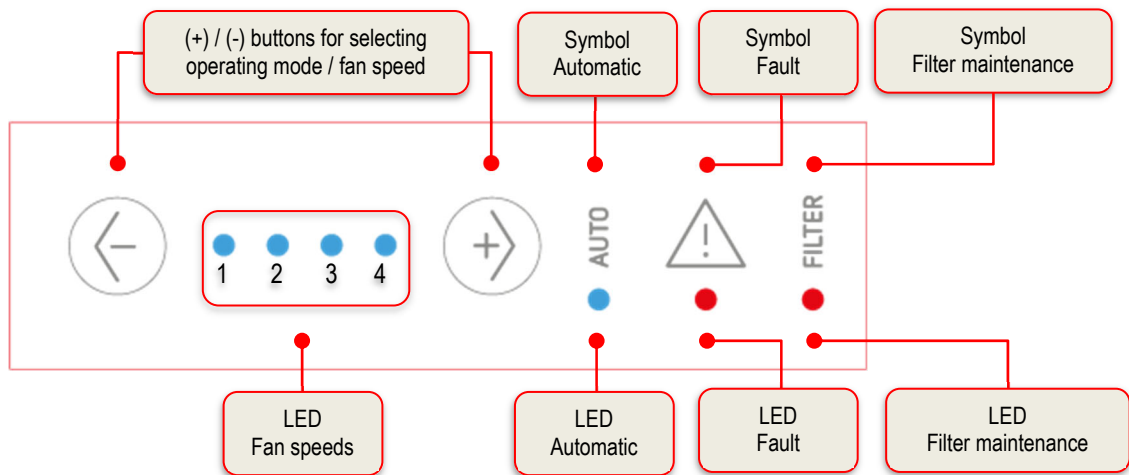 (+) / (-) buttons for selecting
operating mode / fan speed
Symbol
Automatic
Symbol
Fault
Symbol
Filter maintenance
1 2 3 4
AUTO
FILTER
LED
Fan speeds
LED
Automatic
LED
Fault
LED
Filter maintenance